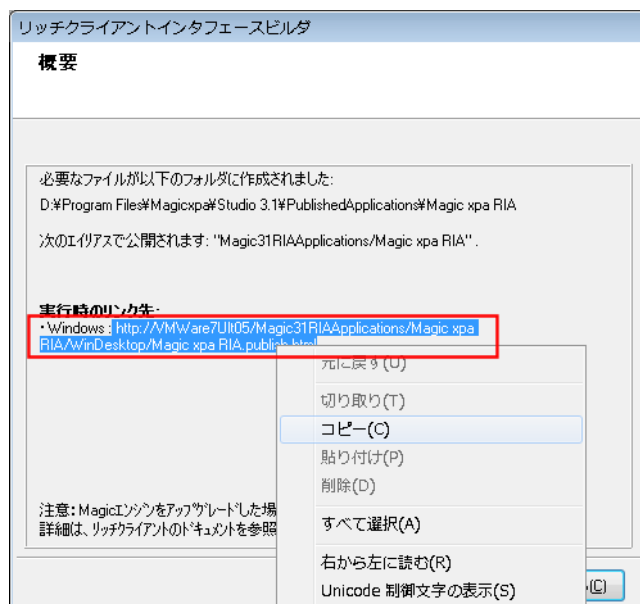 リッチクライアントインタフェースビルダ
概要
必要なファイルが以下のフォルダに作成されました:
D:¥Program Files¥Magicxpa¥Studio 3.1¥PublishedApplications¥Magic xpa RIA
次のエイリアスで公開されます: "Magic31RIAApplications/Magic xpa RIA" .
実行時のリンク先:
・Windows : http://VMWare7Ult05/Magic31RIAApplications/Magic xpa
RIA/WinDesktop/Magic xpa RIA.publish.html
元に戻す(U)
切り取り(T)
コピー(C)
貼り付け(P)
削除(D)
すべて選択(A)
右から左に読む(R)
Unicode 制御文字の表示(S)
注意：Magicエンジンをアップグレードした場
詳細は、リッチクライアントのドキュメントを参照
(C)